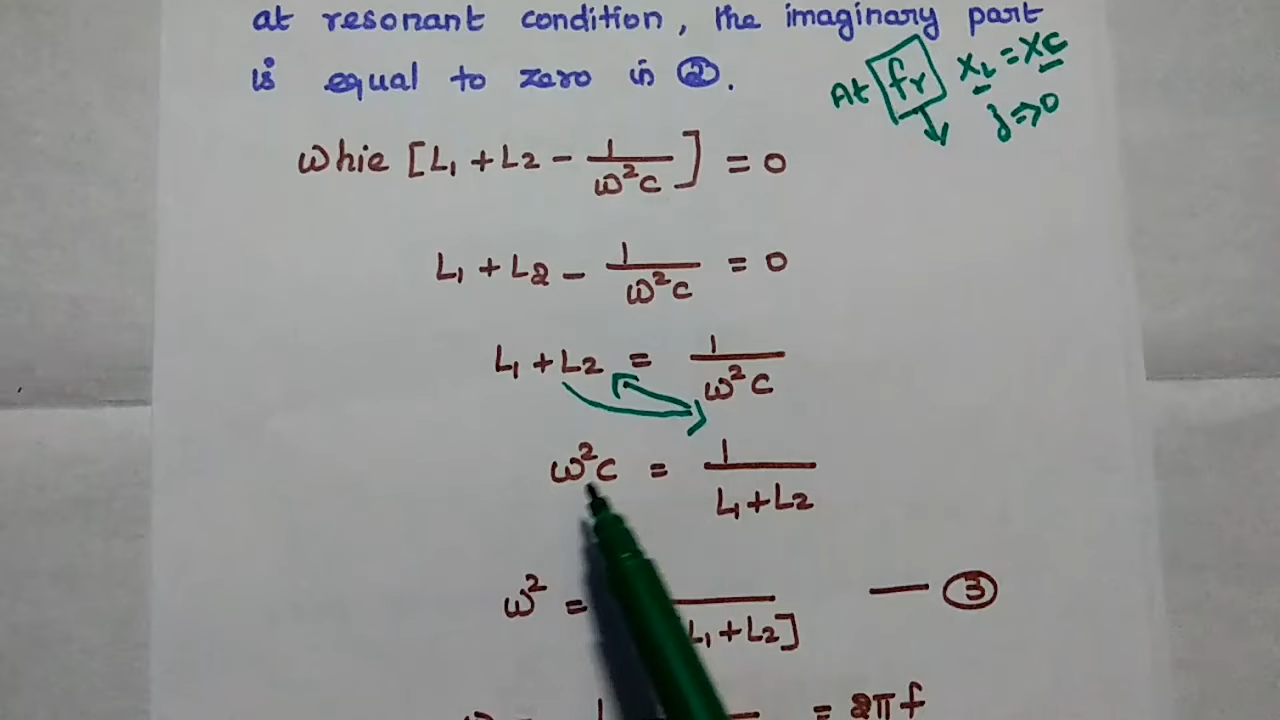 at resonant condition, the imaginary part
is equal to zero in ②.
At fr XL = XC
j ⇒ 0
whie [L₁ + L2 - 1/ω²C] = 0
L₁ + L2 - 1/ω²C = 0
L₁ + L2 = 1/ω²C
ω²C = 1/L₁+L2
ω² = L₁+L2] — ③
= 2πf